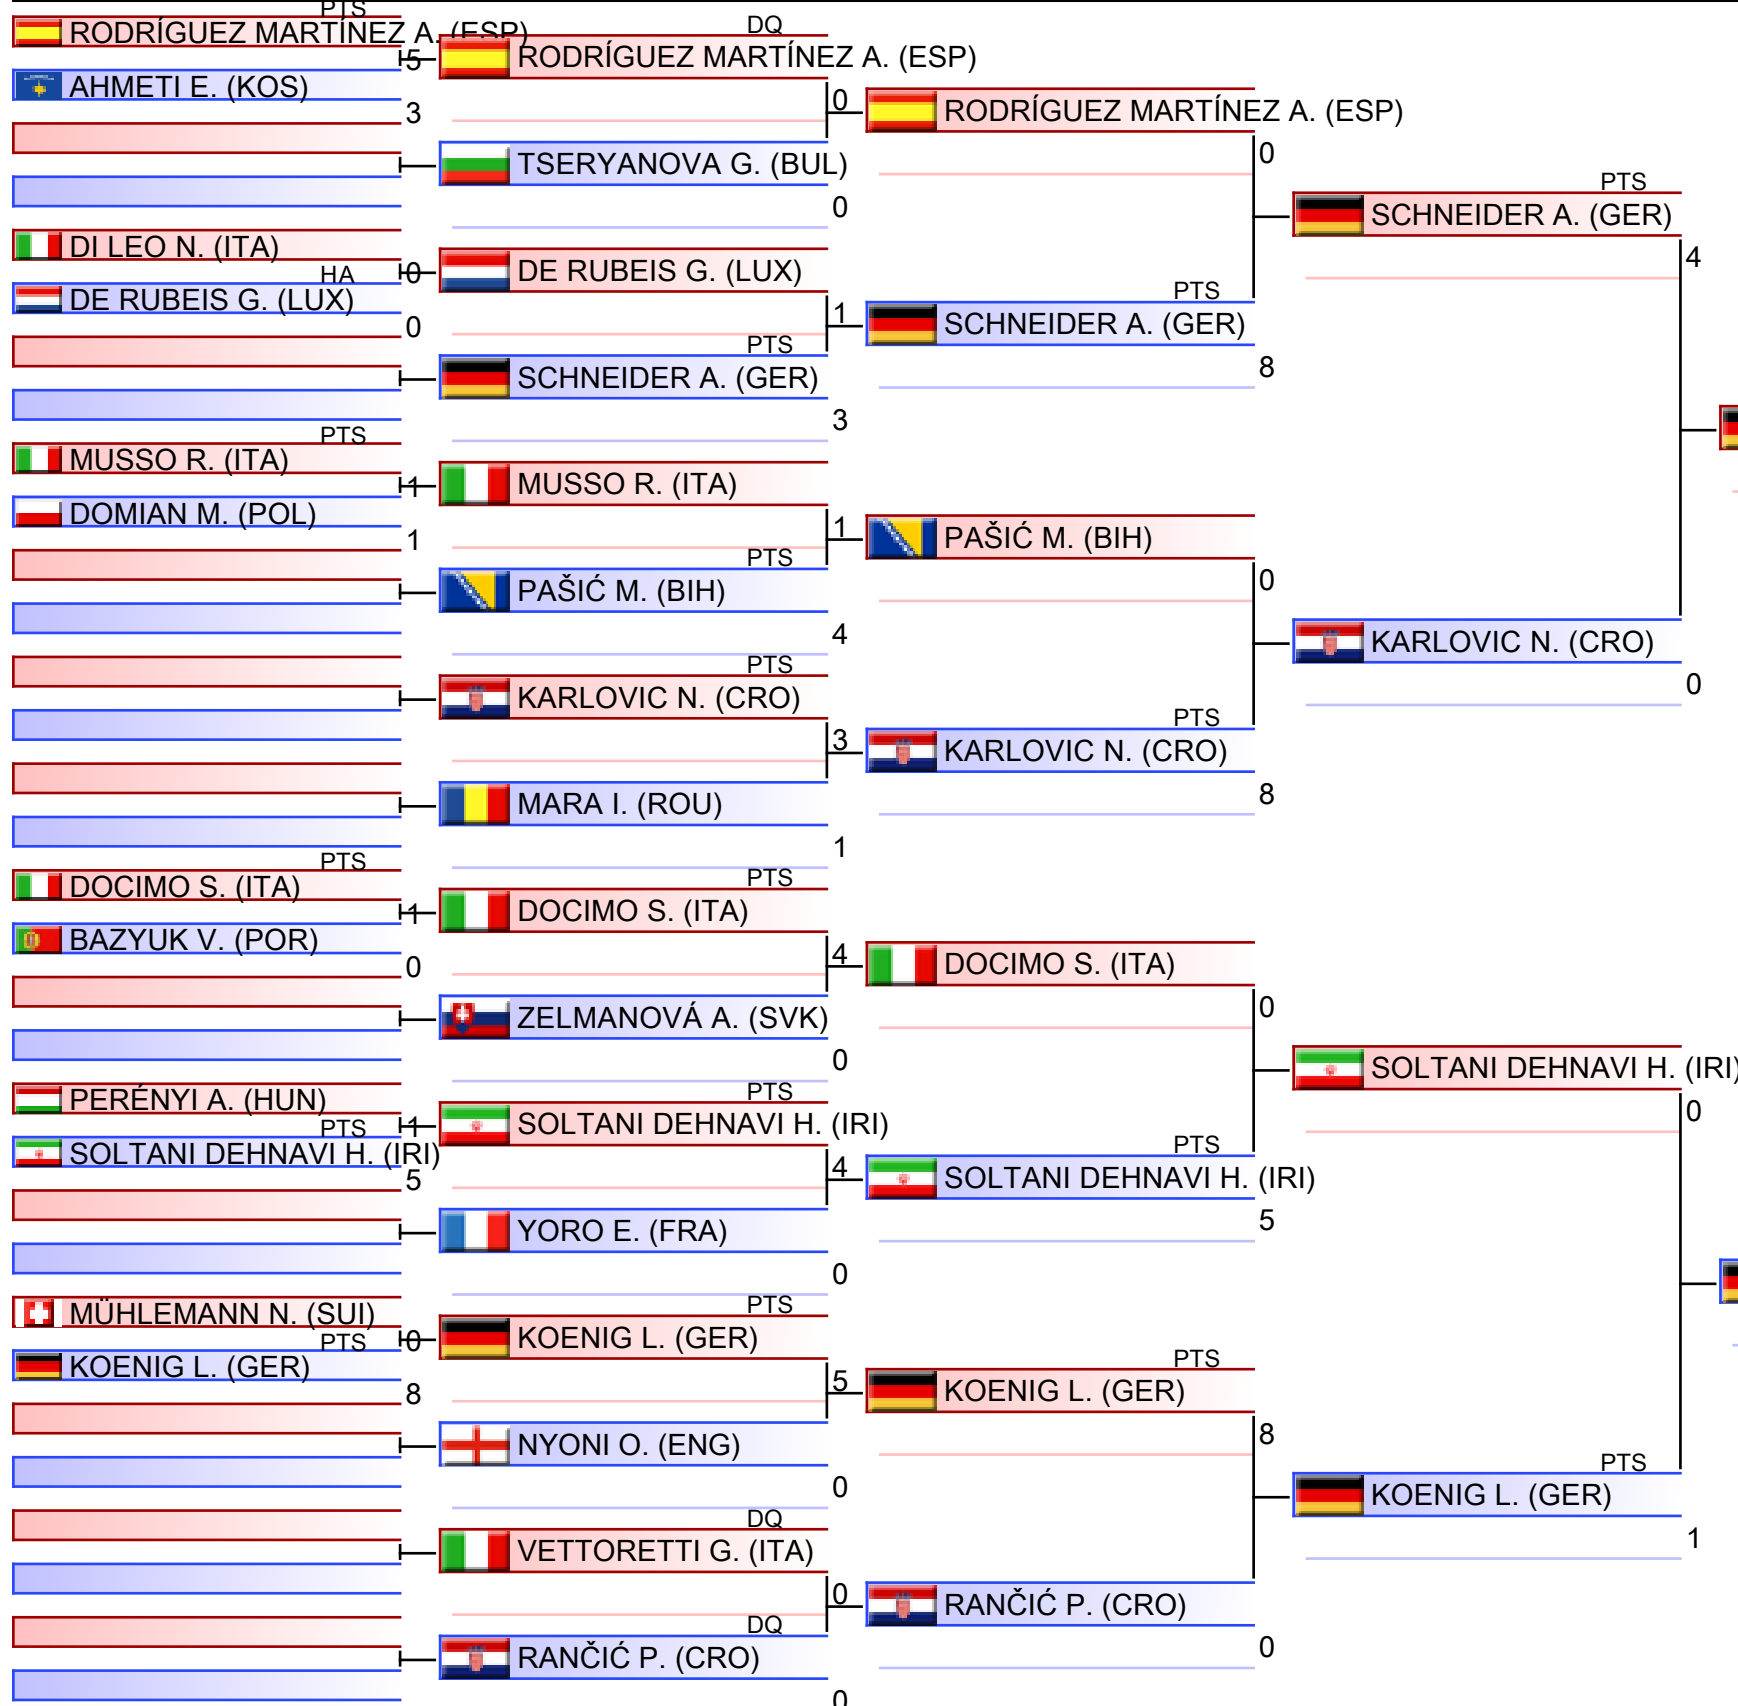 PTS
RODRÍGUEZ MARTÍNEZ A. (ESP)
5
AHMETI E. (KOS)
3
DI LEO N. (ITA)
0
HA
DE RUBEIS G. (LUX)
0
PTS
MUSSO R. (ITA)
1
DOMIAN M. (POL)
1
PTS
DOCIMO S. (ITA)
1
BAZYUK V. (POR)
0
PERÉNYI A. (HUN)
1
PTS
SOLTANI DEHNAVI H. (IRI)
5
MÜHLEMANN N. (SUI)
0
PTS
KOENIG L. (GER)
8
DQ
RODRÍGUEZ MARTÍNEZ A. (ESP)
0
TSERYANOVA G. (BUL)
0
DE RUBEIS G. (LUX)
1
PTS
SCHNEIDER A. (GER)
3
MUSSO R. (ITA)
1
PTS
PAŠIĆ M. (BIH)
4
PTS
KARLOVIC N. (CRO)
3
MARA I. (ROU)
1
PTS
DOCIMO S. (ITA)
4
ZELMANOVÁ A. (SVK)
0
PTS
SOLTANI DEHNAVI H. (IRI)
4
YORO E. (FRA)
0
PTS
KOENIG L. (GER)
5
NYONI O. (ENG)
0
DQ
VETTORETTI G. (ITA)
0
DQ
RANČIĆ P. (CRO)
0
RODRÍGUEZ MARTÍNEZ A. (ESP)
0
PTS
SCHNEIDER A. (GER)
8
PAŠIĆ M. (BIH)
0
PTS
KARLOVIC N. (CRO)
8
DOCIMO S. (ITA)
0
PTS
SOLTANI DEHNAVI H. (IRI)
5
PTS
KOENIG L. (GER)
8
RANČIĆ P. (CRO)
0
PTS
SCHNEIDER A. (GER)
4
KARLOVIC N. (CRO)
0
SOLTANI DEHNAVI H. (IRI)
0
PTS
KOENIG L. (GER)
1